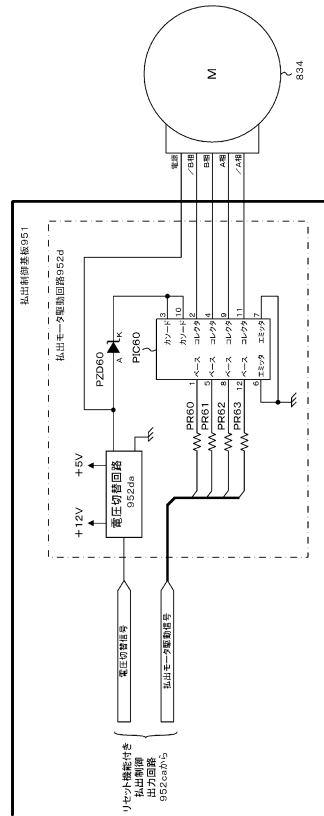 払出制御基板951
払出モータ駆動回路952d
+12V
+5V
電圧切替回路
952da
PZD60
A
K
PIC60
3
カソード
10
カソード
1
ベース
コレクタ
2
5
ベース
コレクタ
4
8
ベース
コレクタ
9
12
ベース
コレクタ
11
6
エミッタ
エミッタ
7
PR60
PR61
PR62
PR63
電源
/B相
B相
A相
/A相
M
834
電圧切替信号
払出モータ駆動信号
リセット機能付き
払出制御
出力回路
952caから